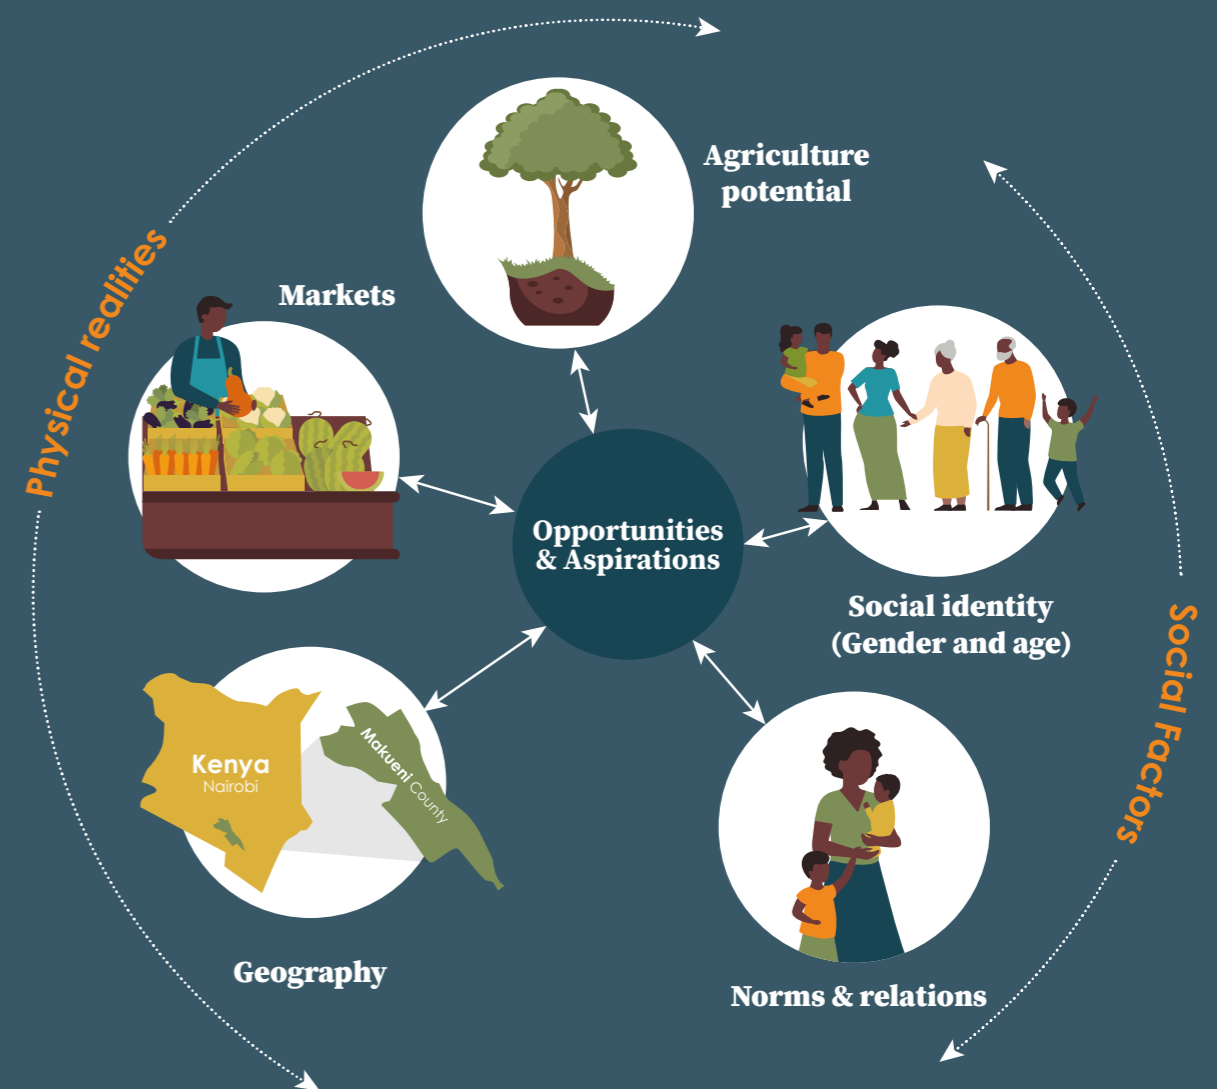 Agriculture
potential
Markets
Physical realities
Opportunities
& Aspirations
Social identity
(Gender and age)
Social Factors
Kenya
Nairobi
Makueni County
Geography
Norms & relations